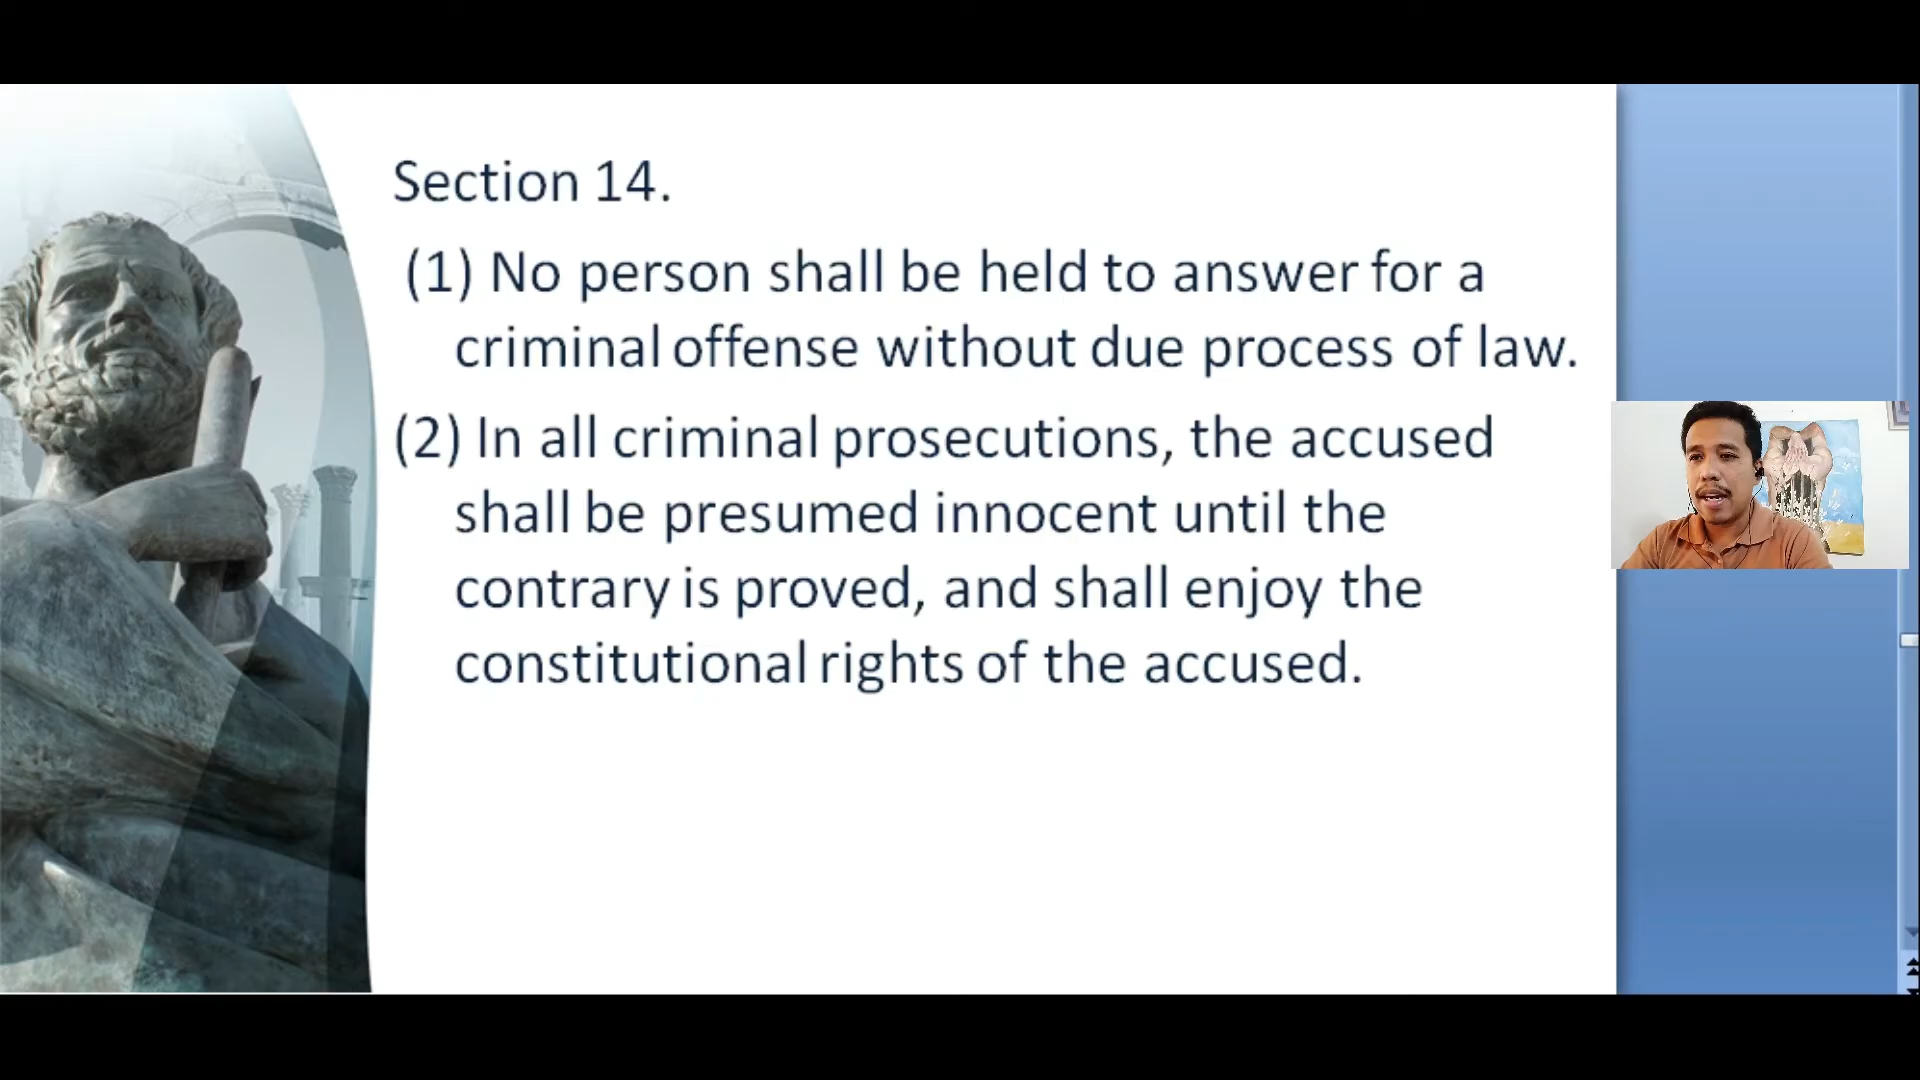 Section 14.
(1) No person shall be held to answer for a
criminal offense without due process of law.
(2) In all criminal prosecutions, the accused
shall be presumed innocent until the
contrary is proved, and shall enjoy the
constitutional rights of the accused.